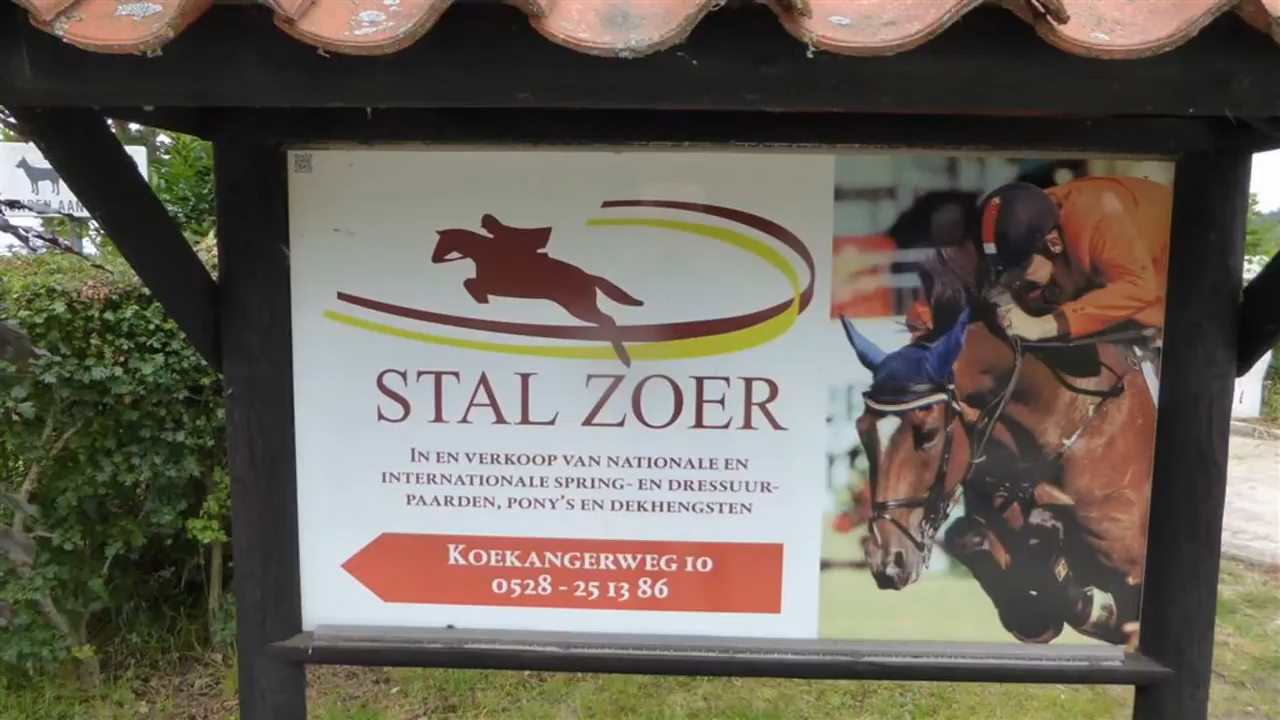 STAL ZOER
IN EN VERKOOP VAN NATIONALE EN
INTERNATIONALE SPRING- EN DRESSUUR-
PAARDEN, PONY'S EN DEKHENGSTEN
KOEKANGERWEG 10
0528 - 25 13 86
AAN